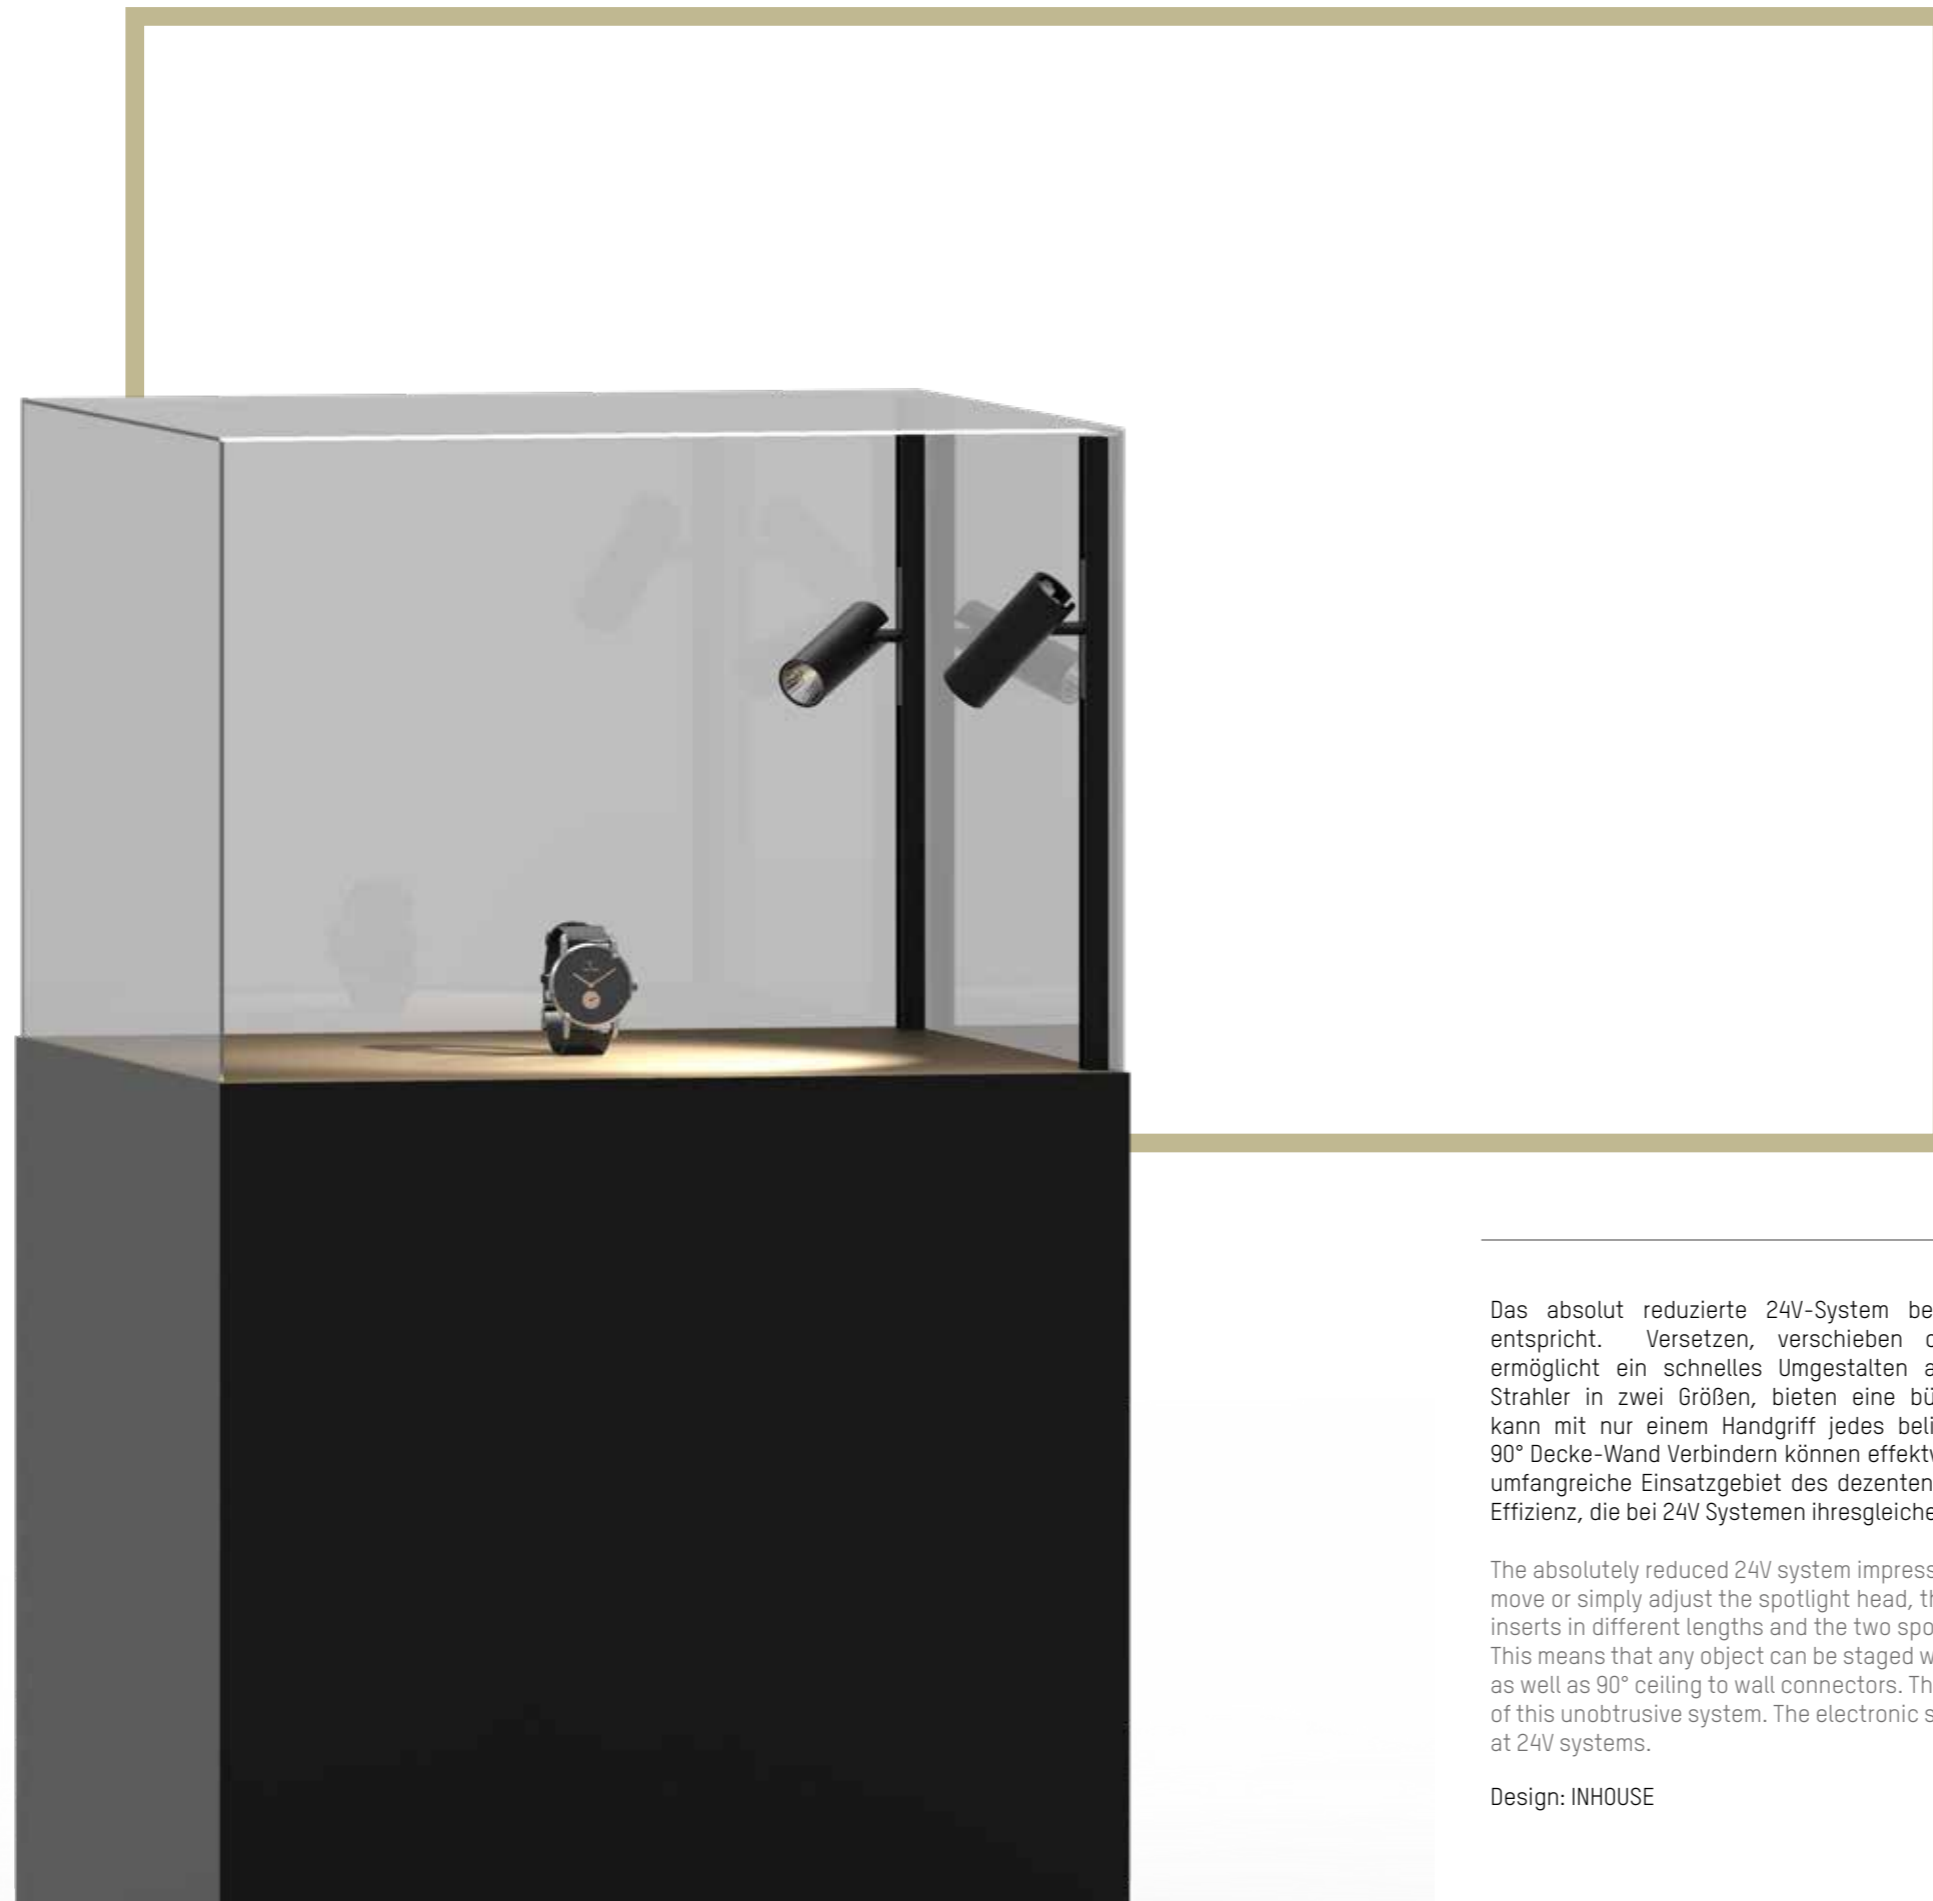 Das absolut reduzierte 24V-System be
entspricht. Versetzen, verschieben
ermöglicht ein schnelles Umgestalten
Strahler in zwei Größen, bieten eine bü
kann mit nur einem Handgriff jedes beli
90° Decke-Wand Verbindern können effektv
umfangreiche Einsatzgebiet des dezenten
Effizienz, die bei 24V Systemen ihresgleiche
The absolutely reduced 24V system impress
move or simply adjust the spotlight head, th
inserts in different lengths and the two spo
This means that any object can be staged w
as well as 90° ceiling to wall connectors. Th
of this unobtrusive system. The electronic s
at 24V systems.
Design: INHOUSE